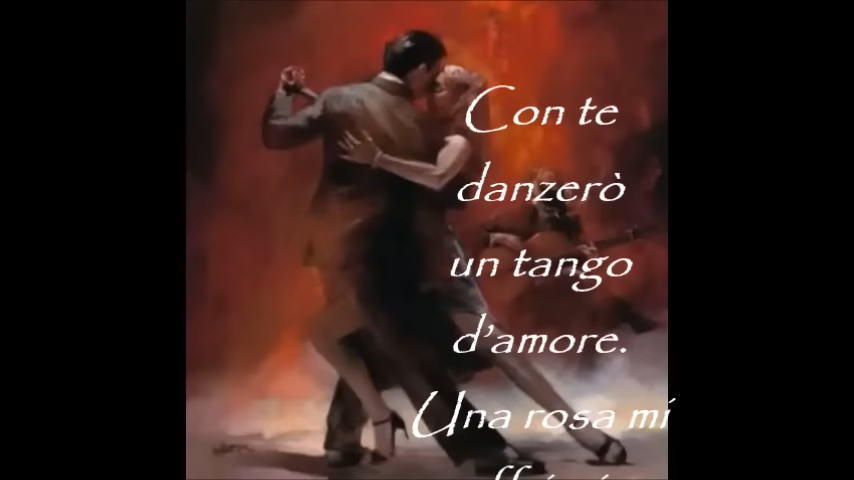 Con te
danzerò
un tango
d'amore.
Una rosa mi